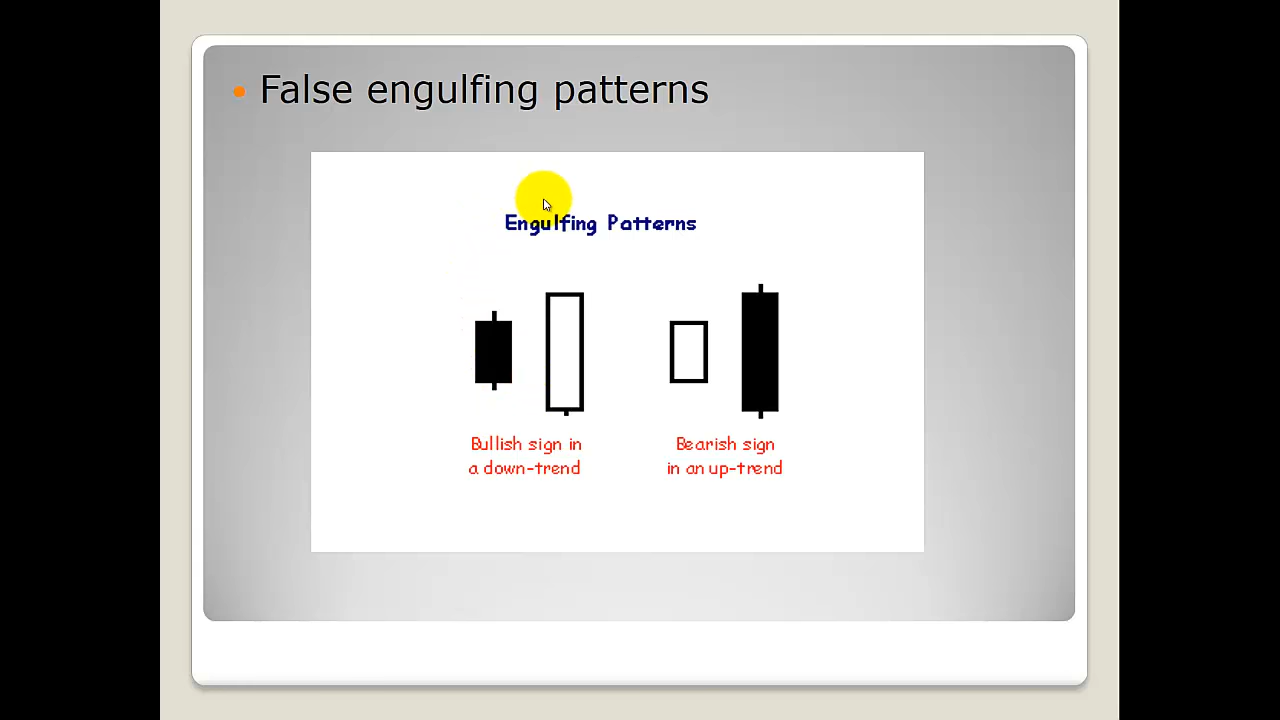 False engulfing patterns
Engulfing Patterns
Bullish sign in
a down-trend
Bearish sign
in an up-trend